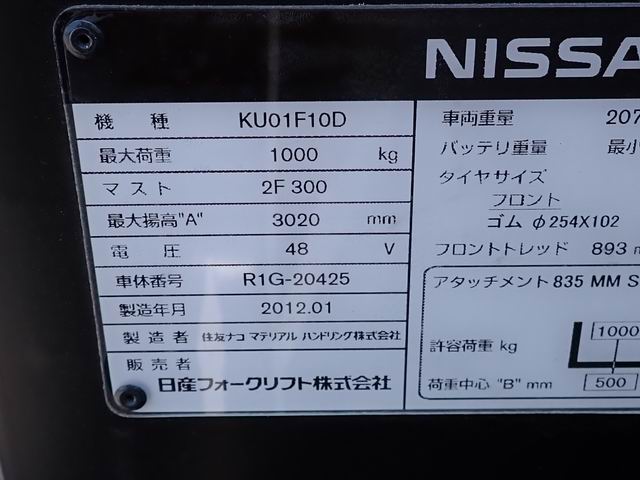 NISSA
機種 KU01F10D
最大荷重 1000 kg
マスト 2F300
最大揚高"A" 3020 mm
電圧 48 V
車体番号 R1G-20425
製造年月 2012.01
製造者 住友ナコ マテリアル ハンドリング株式会社
販売者
日産フォークリフト株式会社
車両重量 207
バッテリ重量 最小
タイヤサイズ
フロント
ゴム φ254X102
フロントトレッド 893 m
アタッチメント 835 MM S
許容荷重 kg 1000
荷重中心 "B" mm 500